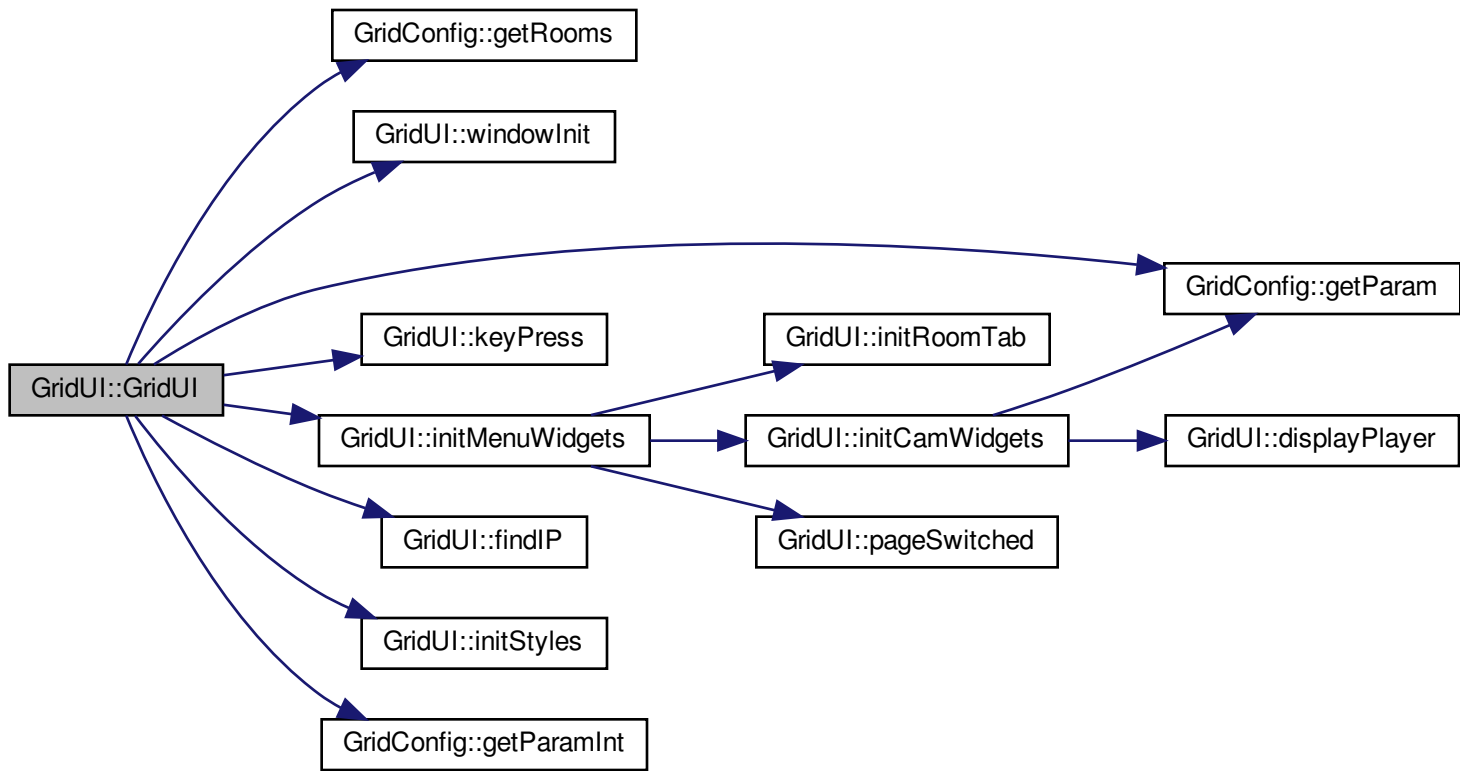 GridConfig::getRooms
GridUI::windowInit
GridConfig::getParam
GridUI::keyPress
GridUI::initRoomTab
GridUI::GridUI
GridUI::initMenuWidgets
GridUI::initCamWidgets
GridUI::displayPlayer
GridUI::findIP
GridUI::pageSwitched
GridUI::initStyles
GridConfig::getParamInt